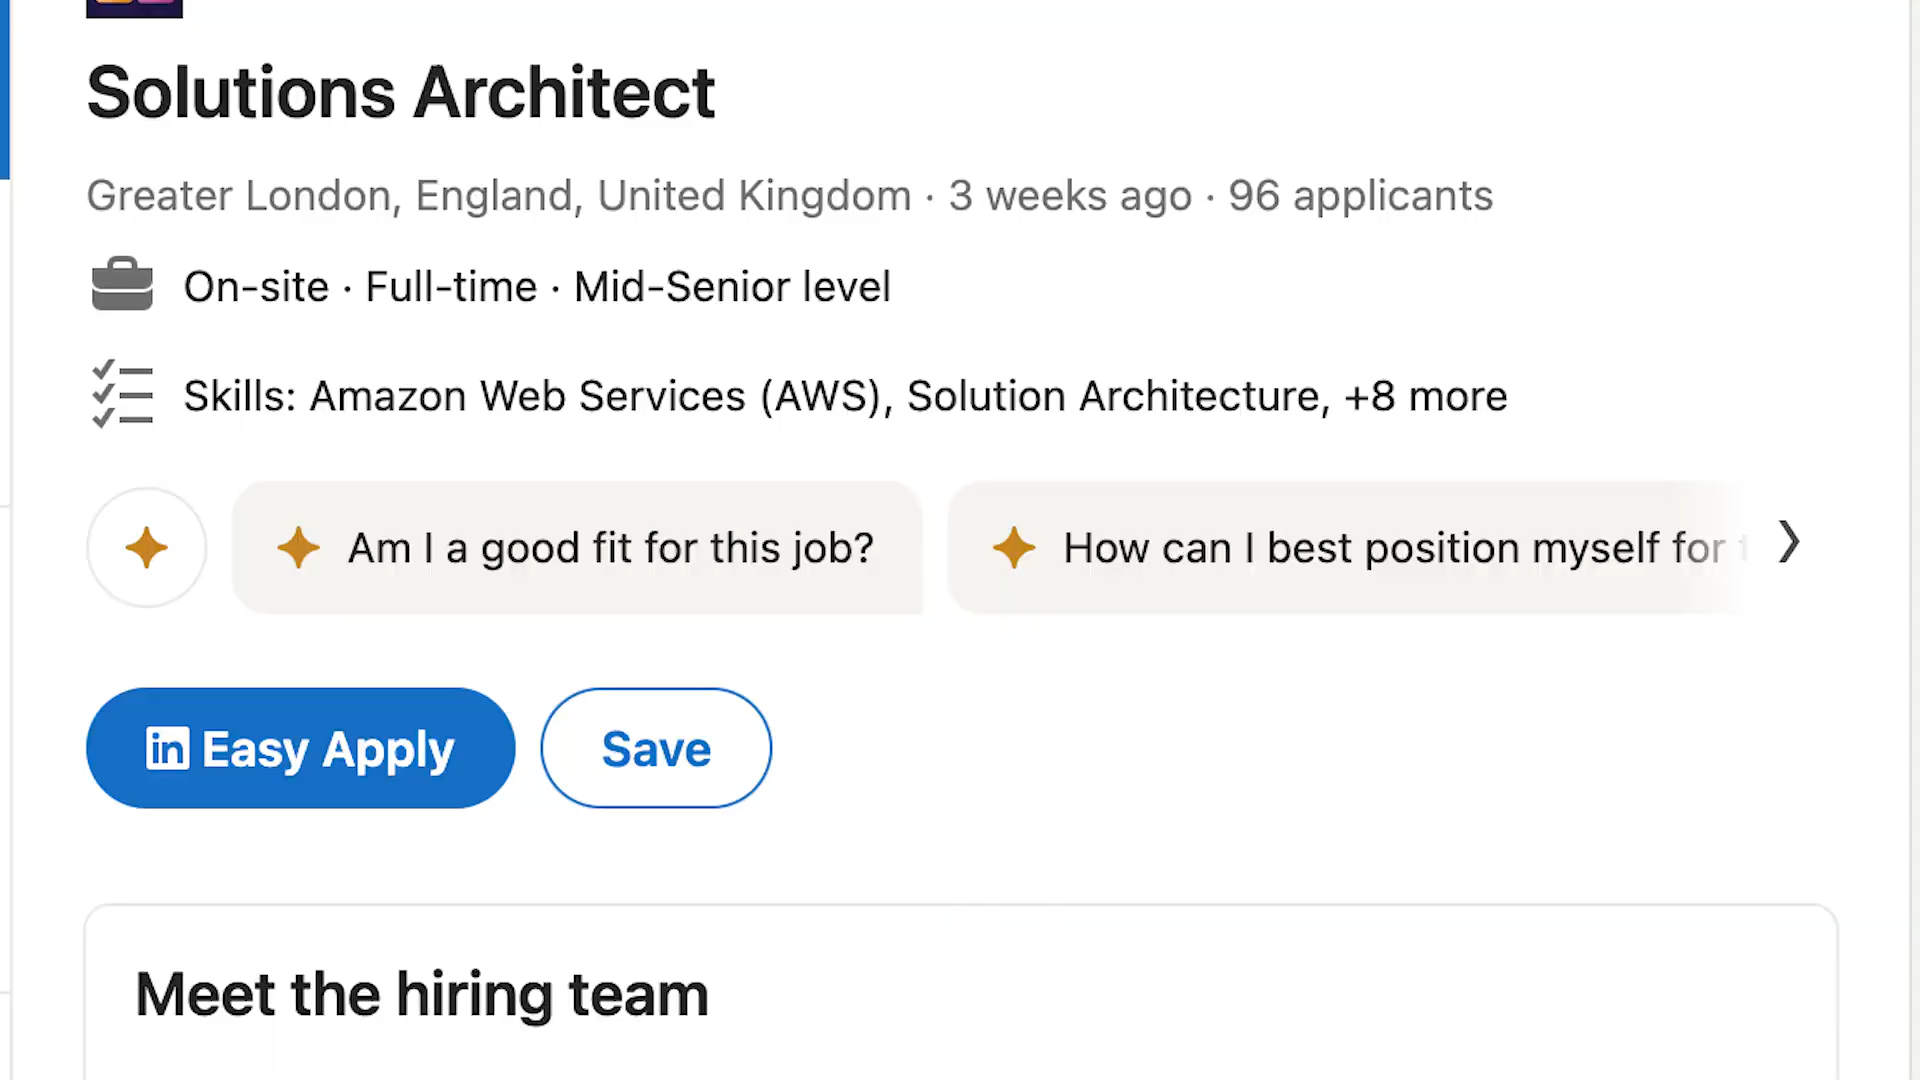 Solutions Architect
Greater London, England, United Kingdom · 3 weeks ago · 96 applicants
On-site · Full-time · Mid-Senior level
Skills: Amazon Web Services (AWS), Solution Architecture, +8 more
Am I a good fit for this job?
How can I best position myself for
in Easy Apply
Save
Meet the hiring team